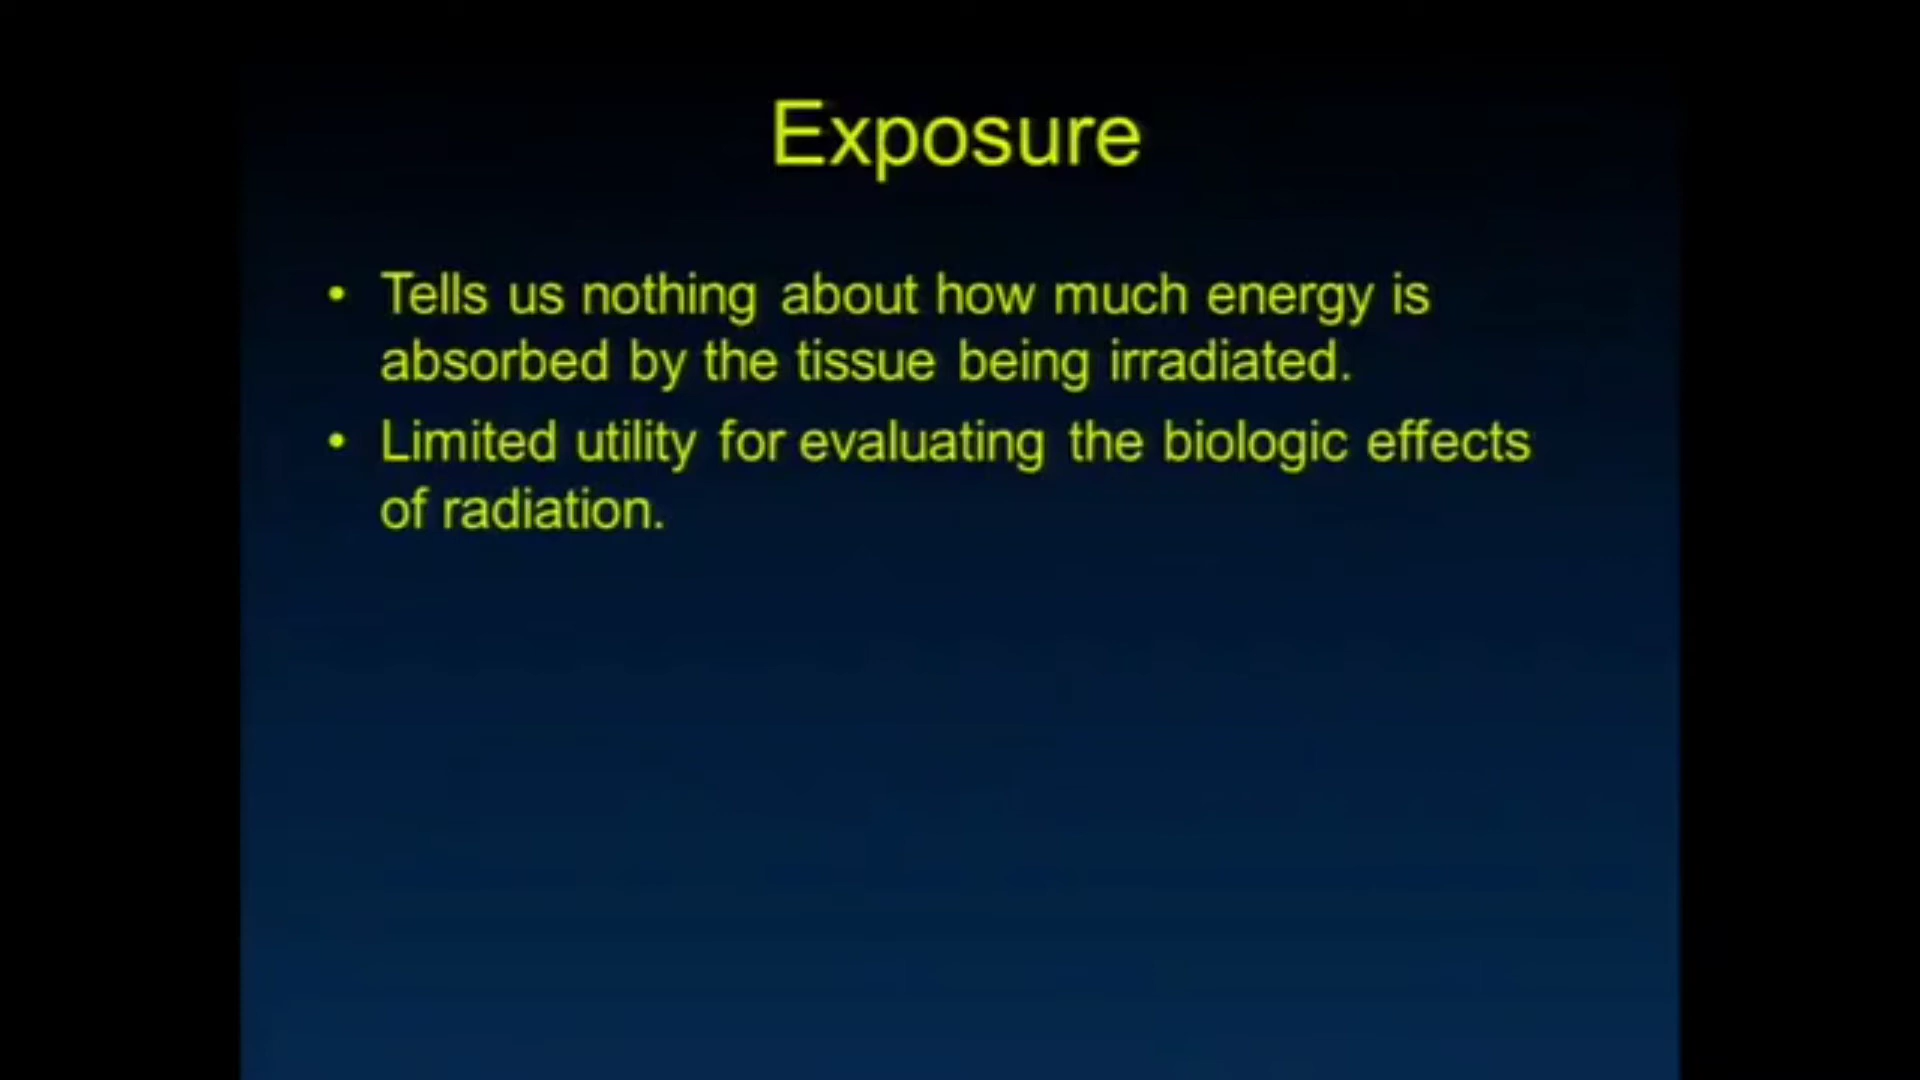 Exposure
• Tells us nothing about how much energy is
absorbed by the tissue being irradiated.
• Limited utility for evaluating the biologic effects
of radiation.